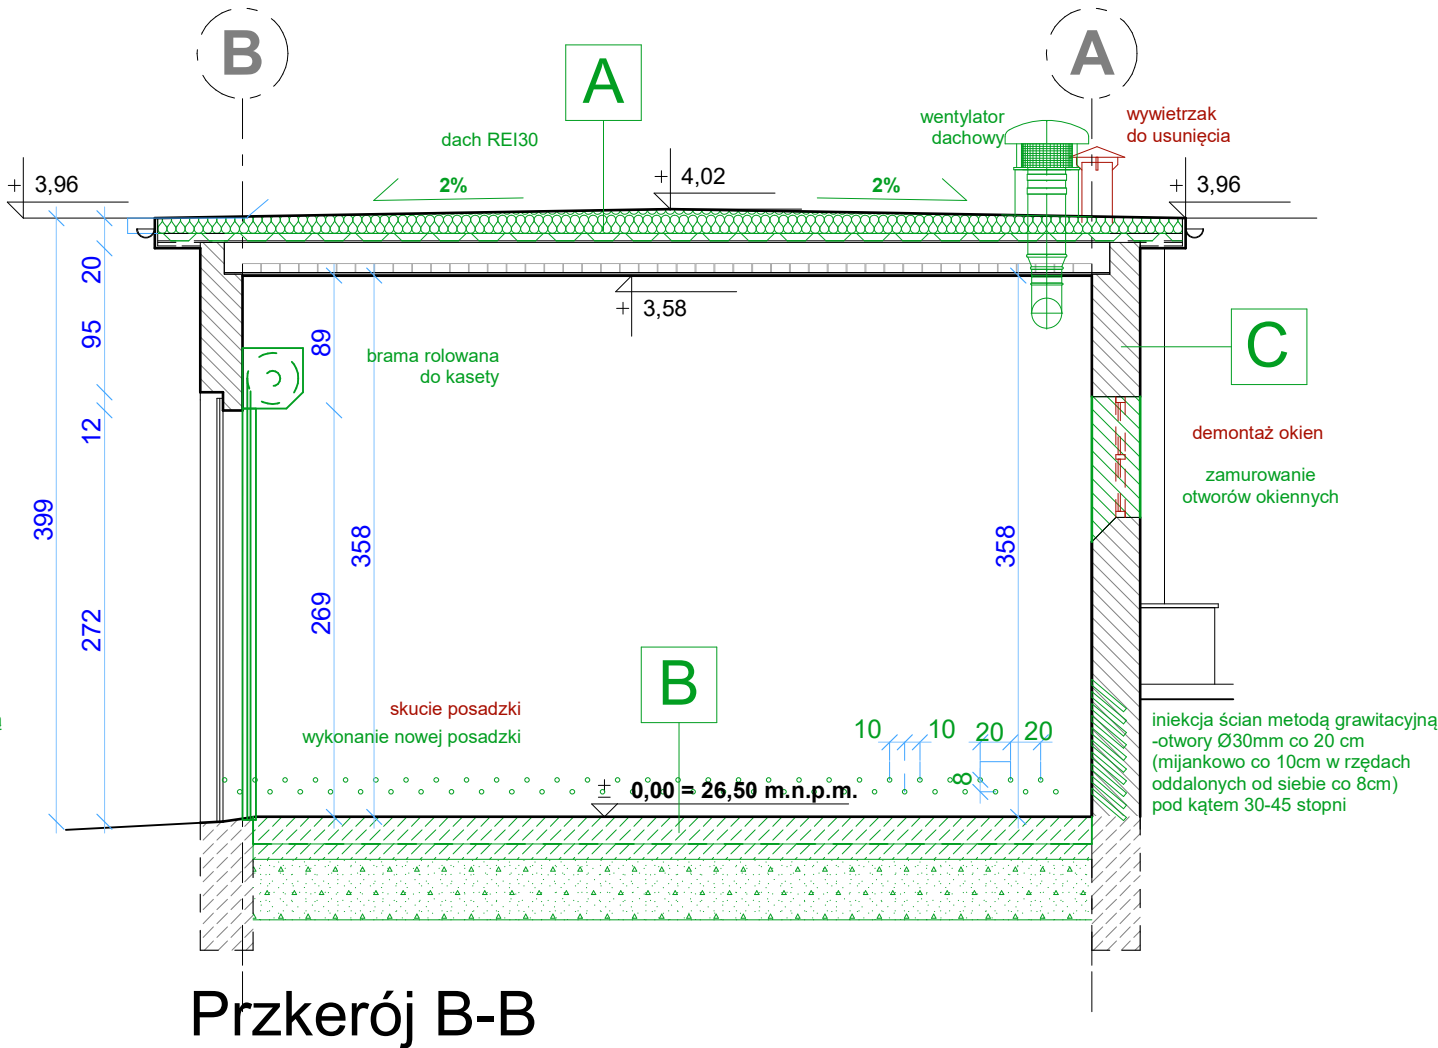 B
A
A
dach REI30
wentylator
dachowy
wywietrzak
do usunięcia
+ 3,96
2%
+ 4,02
2%
+ 3,96
20
95
12
272
399
89
269
358
358
+ 3,58
brama rolowana
do kasety
C
demontaż okien
zamurowanie
otworów okiennych
B
skucie posadzki
wykonanie nowej posadzki
10
10
20
20
8
± 0,00 = 26,50 m.n.p.m.
iniekcja ścian metodą grawitacyjną
-otwory Ø30mm co 20 cm
(mijankowo co 10cm w rzędach
oddalonych od siebie co 8cm)
pod kątem 30-45 stopni
Przkerój B-B